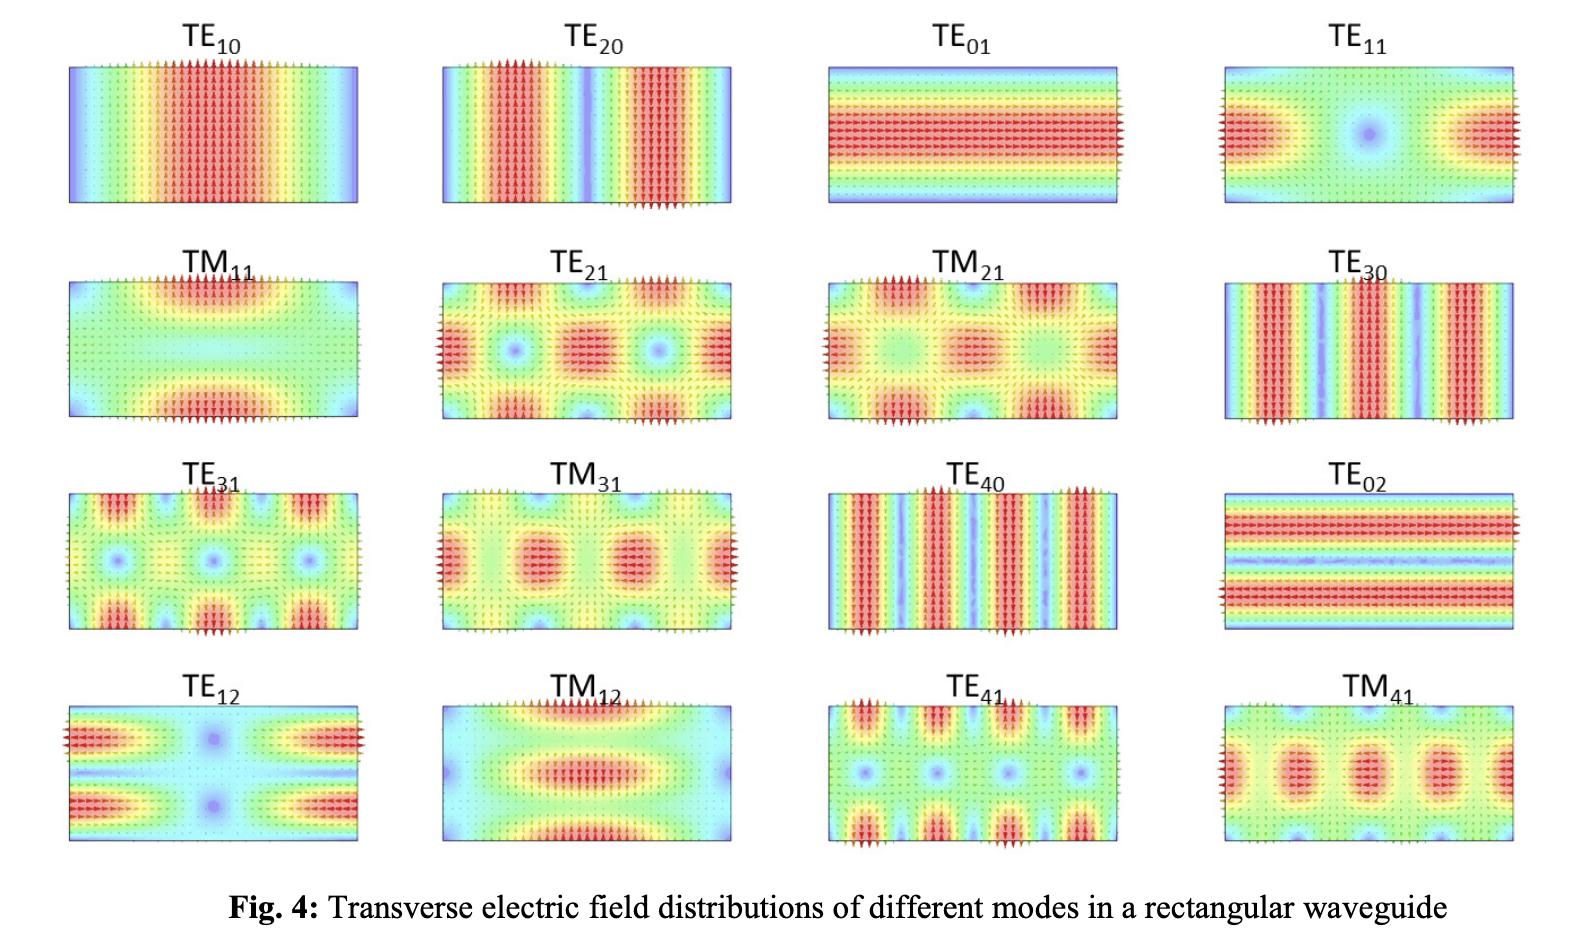 TE10 TE20 TE01 TE11
TM11 TE21 TM21 TE30
TE31 TM31 TE40 TE02
TE12 TM12 TE41 TM41
Fig. 4: Transverse electric field distributions of different modes in a rectangular waveguide